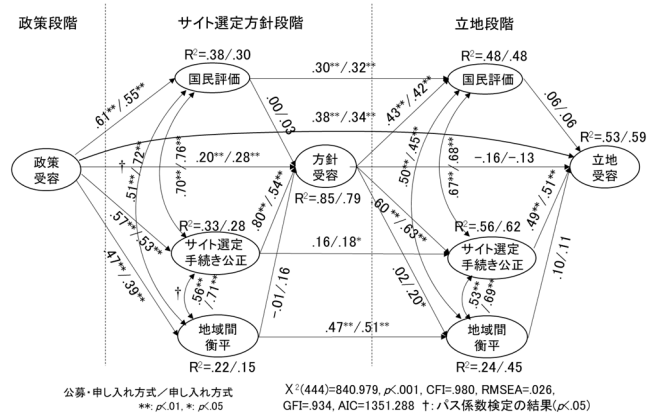 政策段階
サイト選定方針段階
立地段階
R²=.38/.30
国民評価
R²=.48/.48
国民評価
.30**/.32**
.61**/.55**
.00/.03
.43**/.42**
.06/.06
.38**/.34**
R²=.53/.59
政策
受容
†
.51**/.72**
.70**/.76**
.20**/.28**
方針
受容
R²=.85/.79
.50**/.45**
.67**/.68**
-.16/-.13
立地
受容
.57**/.53**
R²=.33/.28
サイト選定
手続き公正
.80**/.54**
.60**/.63**
R²=.56/.62
サイト選定
手続き公正
.49**/.51**
.16/.18*
.47**/.39**
†
.56**
/.71**
-.01/.16
.02/.20*
.53**
/.69**
.10/.11
地域間
衡平
R²=.22/.15
.47**/.51**
地域間
衡平
R²=.24/.45
公募・申し入れ方式／申し入れ方式
**: p<.01, *: p<.05
Χ²(444)=840.979, p<.001, CFI=.980, RMSEA=.026,
GFI=.934, AIC=1351.288 †: パス係数検定の結果(p<.05)